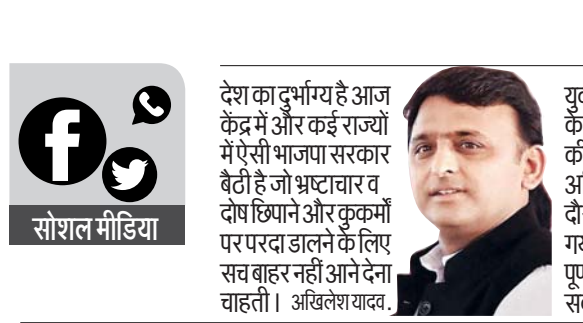 सोशल मीडिया
देश का दुर्भाग्य है आज
केंद्र में और कई राज्यों
में ऐसी भाजपा सरकार
बैठी है जो भ्रष्टाचार व
दोष छिपाने और कुकर्मों
पर परदा डालने के लिए
सच बाहर नहीं आने देना
चाहती। अखिलेश यादव.
के
की